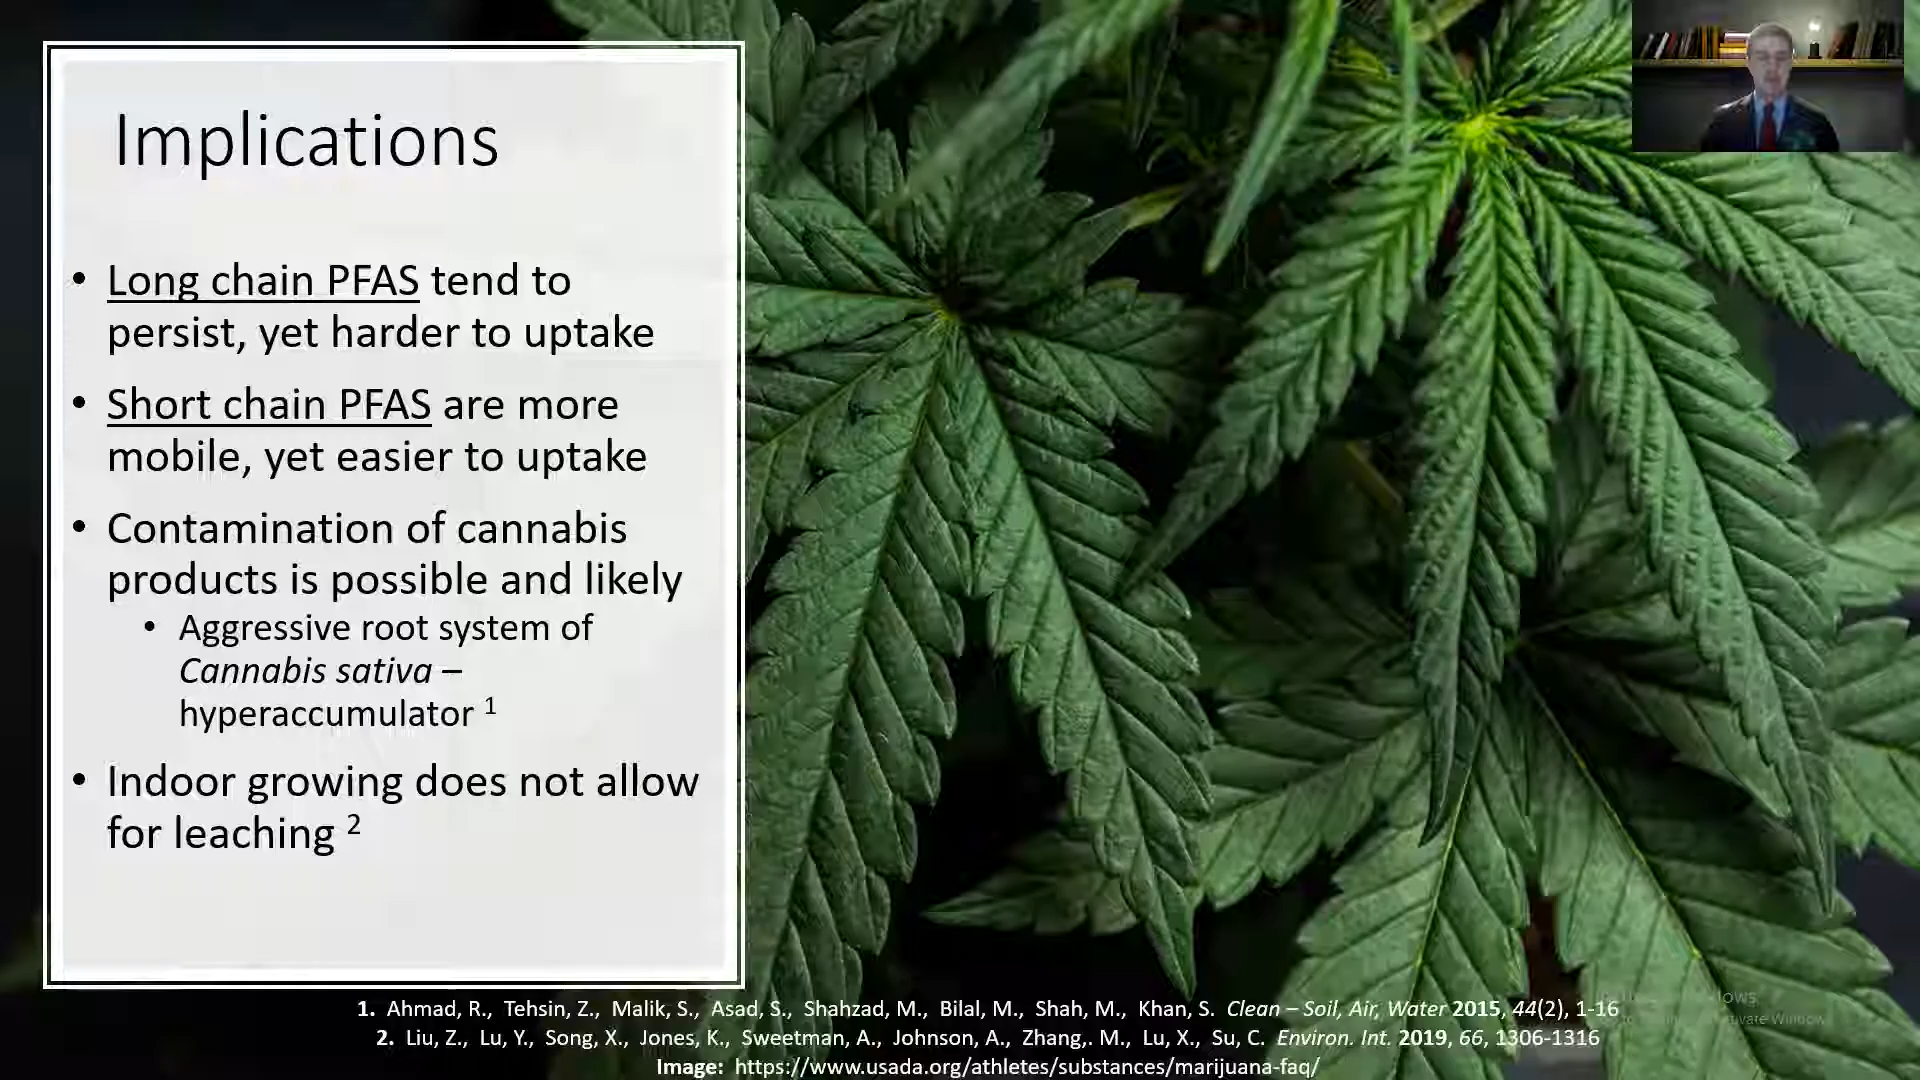 Implications
• Long chain PFAS tend to
persist, yet harder to uptake
• Short chain PFAS are more
mobile, yet easier to uptake
• Contamination of cannabis
products is possible and likely
• Aggressive root system of
Cannabis sativa –
hyperaccumulator 1
• Indoor growing does not allow
for leaching 2
1. Ahmad, R., Tehsin, Z., Malik, S., Asad, S., Shahzad, M., Bilal, M., Shah, M., Khan, S. Clean – Soil, Air, Water 2015, 44(2), 1-16
2. Liu, Z., Lu, Y., Song, X., Jones, K., Sweetman, A., Johnson, A., Zhang,. M., Lu, X., Su, C. Environ. Int. 2019, 66, 1306-1316
Image: https://www.usada.org/athletes/substances/marijuana-faq/